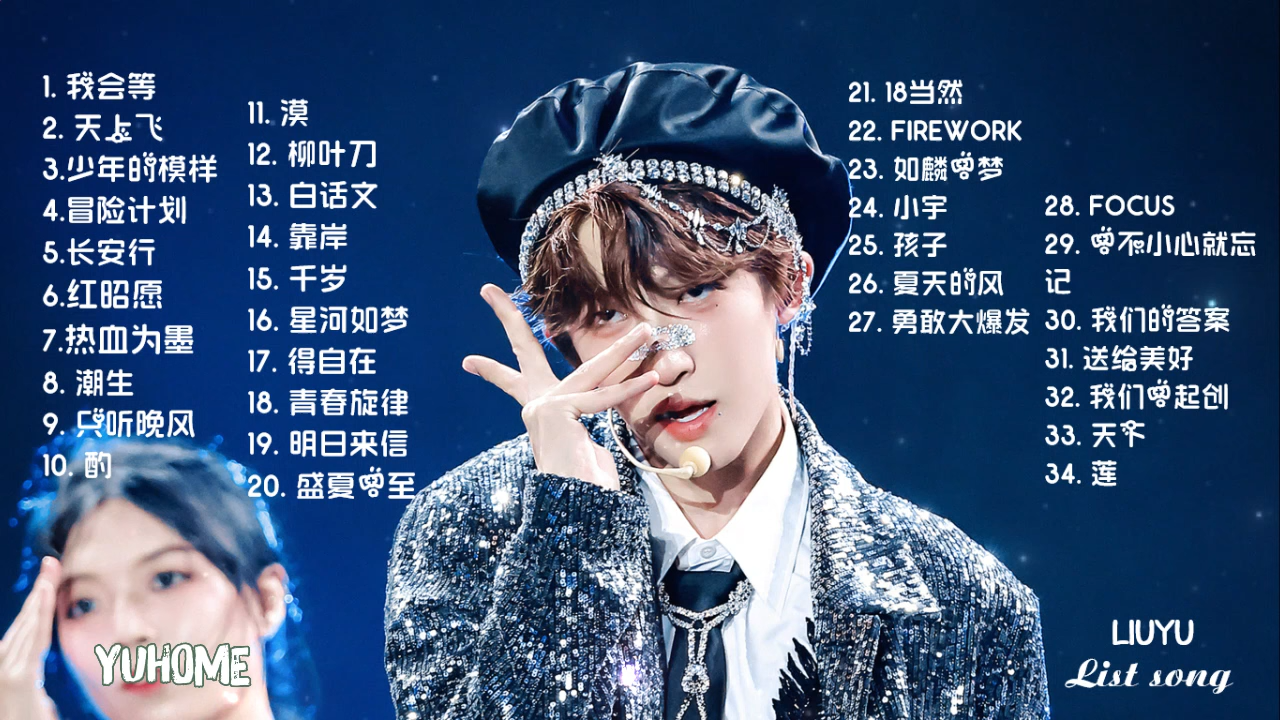 1. 我会等
2. 天上飞
3.少年的模样
4.冒险计划
5.长安行
6.红昭愿
7.热血为墨
8. 潮生
9. 只听晚风
10. 酌
11. 漠
12. 柳叶刀
13. 白话文
14. 靠岸
15. 千岁
16. 星河如梦
17. 得自在
18. 青春旋律
19. 明日来信
20. 盛夏一至
21. 18当然
22. FIREWORK
23. 如麟一梦
24. 小宇
25. 孩子
26. 夏天的风
27. 勇敢大爆发
28. FOCUS
29. 一不小心就忘
记
30. 我们的答案
31. 送给美好
32. 我们一起创
33. 天下
34. 莲
YUHOME
LIUYU
List song